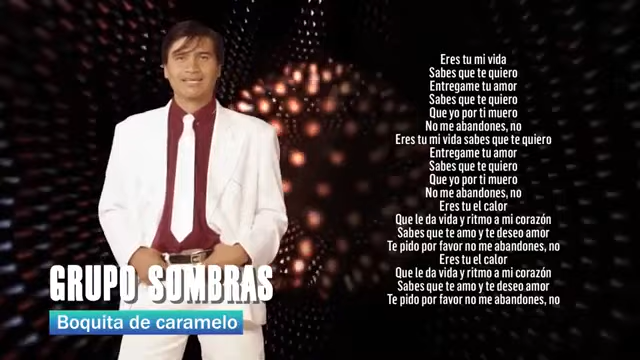 Eres tu mi vida
Sabes que te quiero
Entregame tu amor
Sabes que te quiero
Que yo por ti muero
No me abandones, no
Eres tu mi vida sabes que te quiero
Entregame tu amor
Sabes que te quiero
Que yo por ti muero
No me abandones, no
Eres tu el calor
Que le da vida y ritmo a mi corazón
Sabes que te amo y te deseo amor
Te pido por favor no me abandones, no
Eres tu el calor
Que le da vida y ritmo a mi corazón
Sabes que te amo y te deseo amor
Te pido por favor no me abandones, no
GRUPO SOMBRAS
Boquita de caramelo